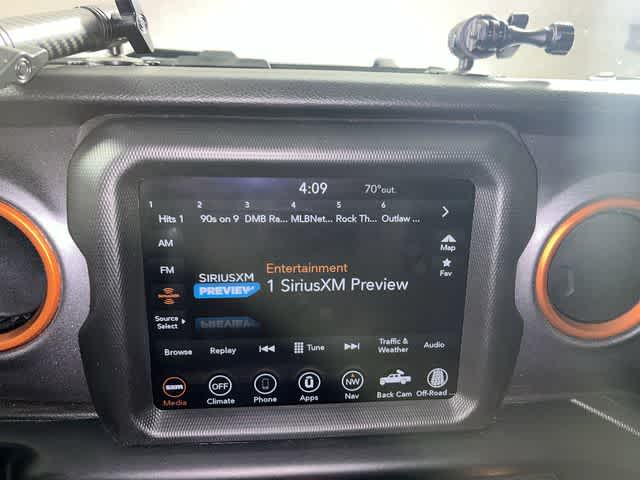 4:09 70°out.
1 2 3 4 5 6
Hits 1 90s on 9 DMB Ra... MLBNet... Rock Th... Outlaw ...
AM
Map
FM
Fav
SIRIUSXM PREVIEW
Entertainment
1 SiriusXM Preview
Source Select
Browse Replay Tune Traffic & Weather Audio
OFF NW
Media Climate Phone Apps Nav Back Cam Off-Road